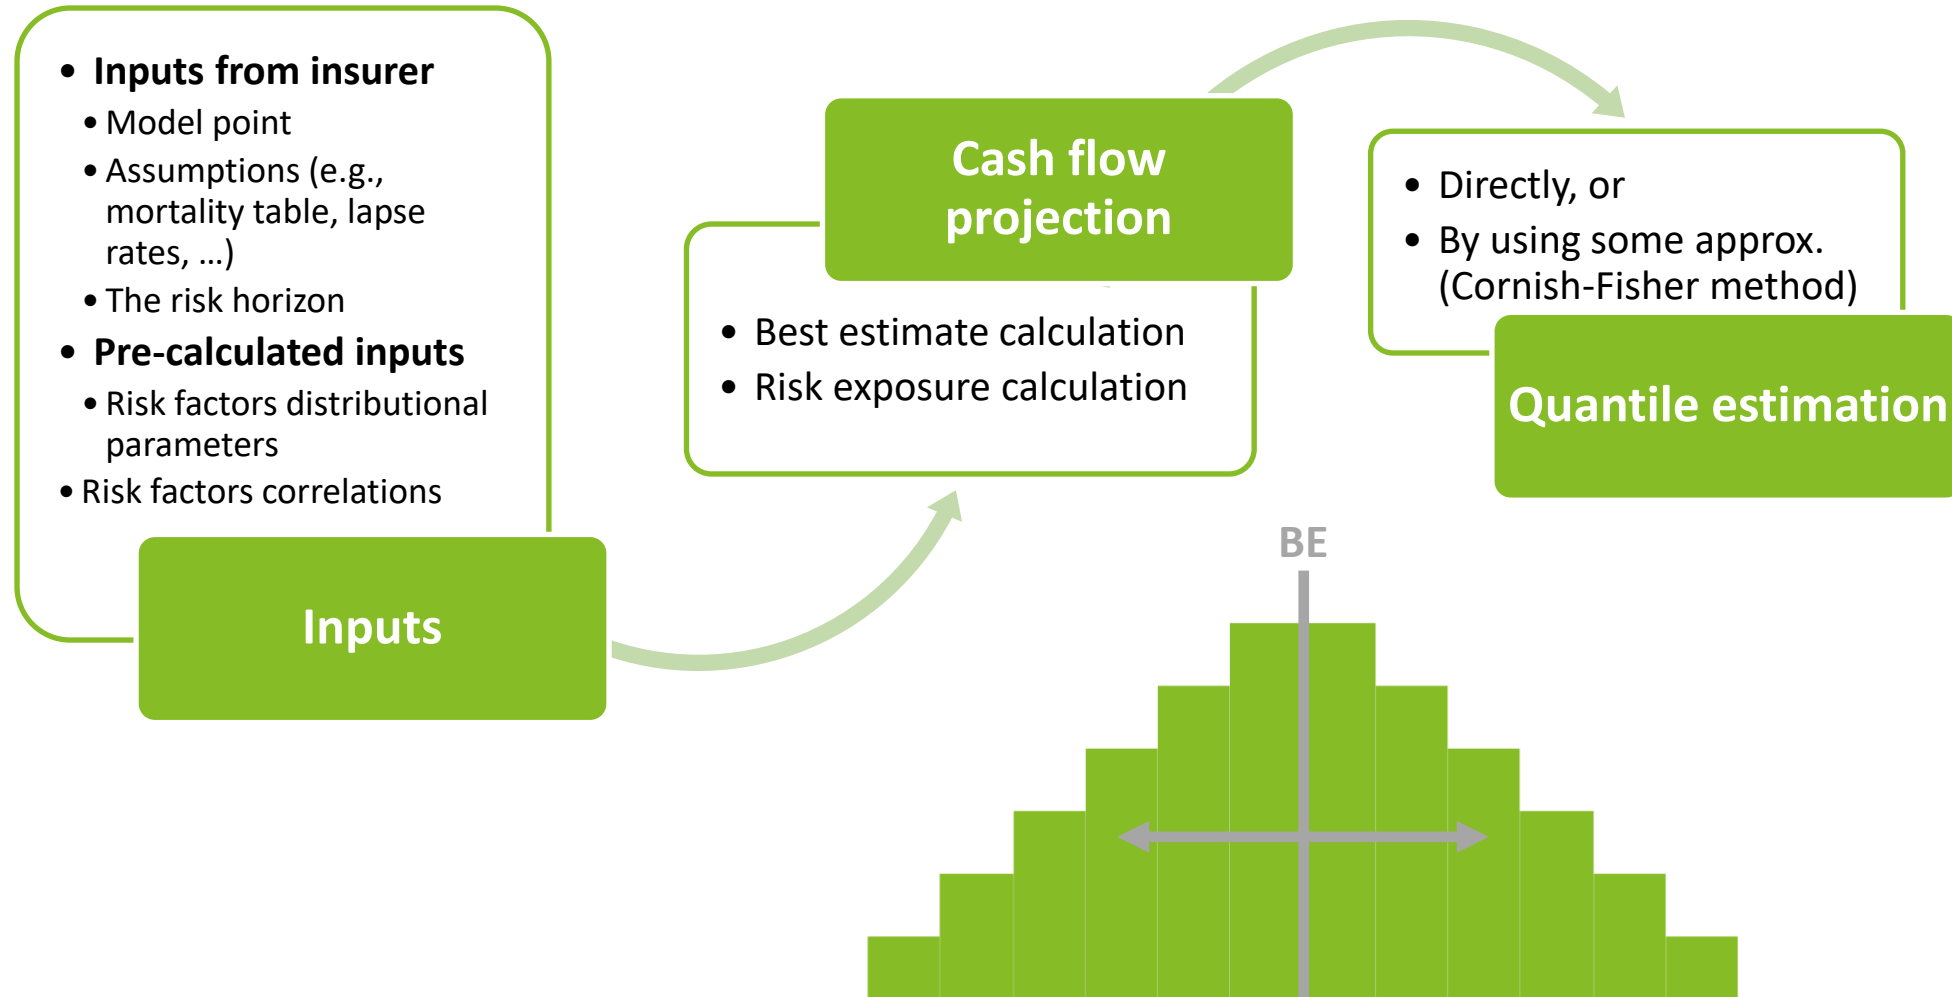 • Inputs from insurer
• Model point
• Assumptions (e.g.,
mortality table, lapse
rates, ...)
• The risk horizon
• Pre-calculated inputs
• Risk factors distributional
parameters
• Risk factors correlations
Inputs
Cash flow
projection
• Best estimate calculation
• Risk exposure calculation
• Directly, or
• By using some approx.
(Cornish-Fisher method)
Quantile estimation
BE